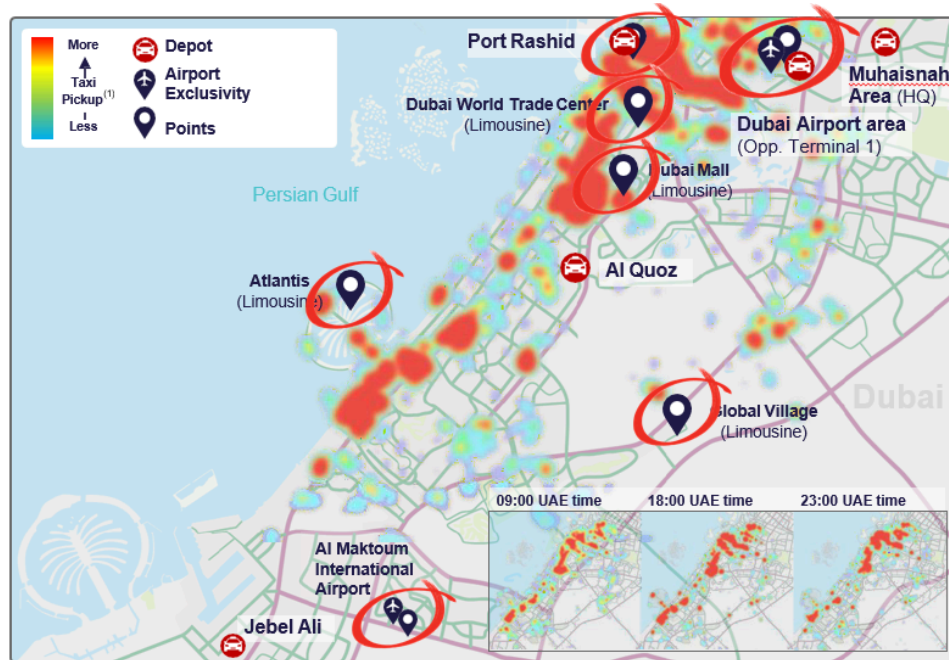 More
Taxi
Pickup(1)
Less
Depot
Airport
Exclusivity
Points
Port Rashid
Dubai World Trade Center
(Limousine)
Muhaisnah
Area (HQ)
Dubai Airport area
(Opp. Terminal 1)
Dubai Mall
(Limousine)
Persian Gulf
Al Quoz
Atlantis
(Limousine)
Dubai
Global Village
(Limousine)
09:00 UAE time
18:00 UAE time
23:00 UAE time
Al Maktoum
International
Airport
Jebel Ali